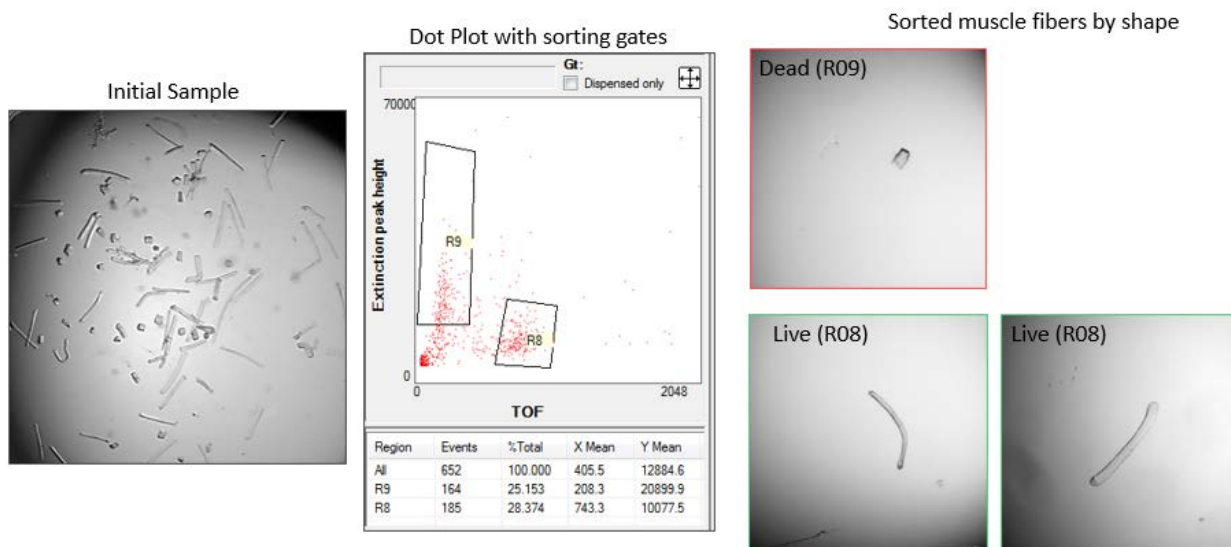 Initial Sample
Dot Plot with sorting gates
Gt:
Dispensed only
70000
Extinction peak height
R9
R8
0
0
2048
TOF
Region Events %Total X Mean Y Mean
All 652 100.000 405.5 12884.6
R9 164 25.153 208.3 20899.9
R8 185 28.374 743.3 10077.5
Sorted muscle fibers by shape
Dead (R09)
Live (R08)
Live (R08)